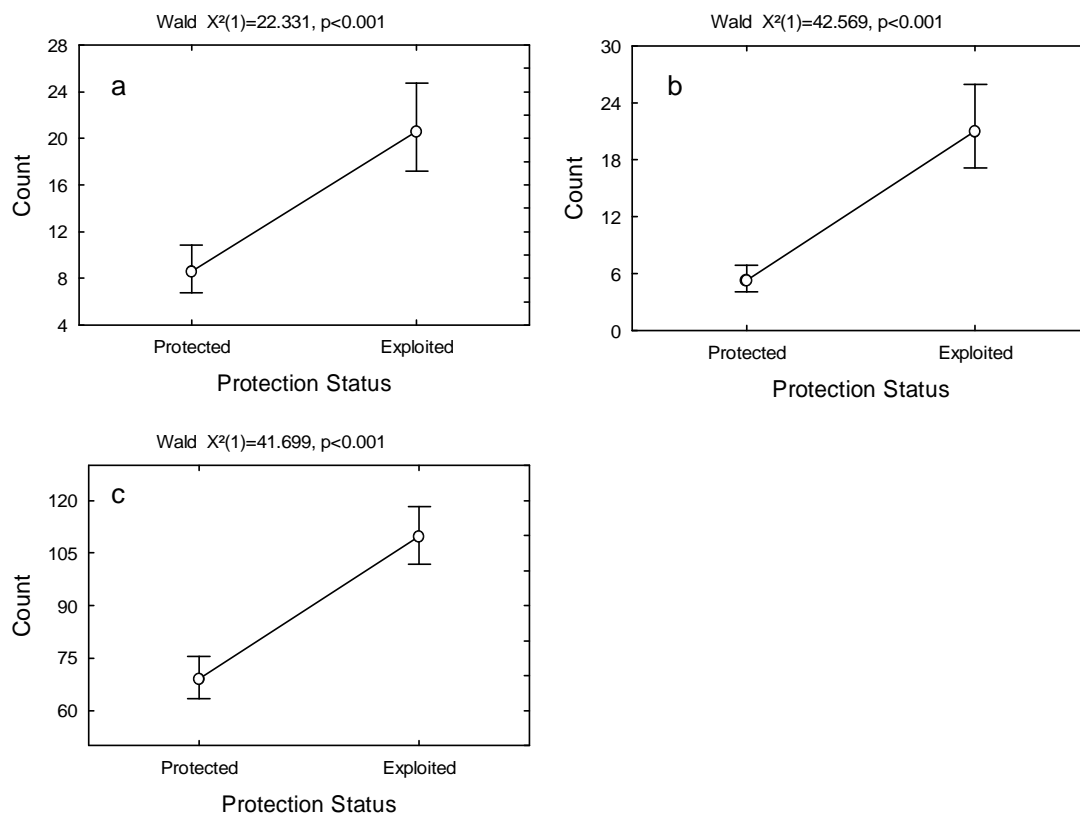 Wald X²(1)=22.331, p<0.001
28
24
20
16
12
8
4
a
Count
Protected Exploited
Protection Status
Wald X²(1)=42.569, p<0.001
30
24
18
12
6
0
b
Count
Protected Exploited
Protection Status
Wald X²(1)=41.699, p<0.001
120
105
90
75
60
c
Count
Protected Exploited
Protection Status